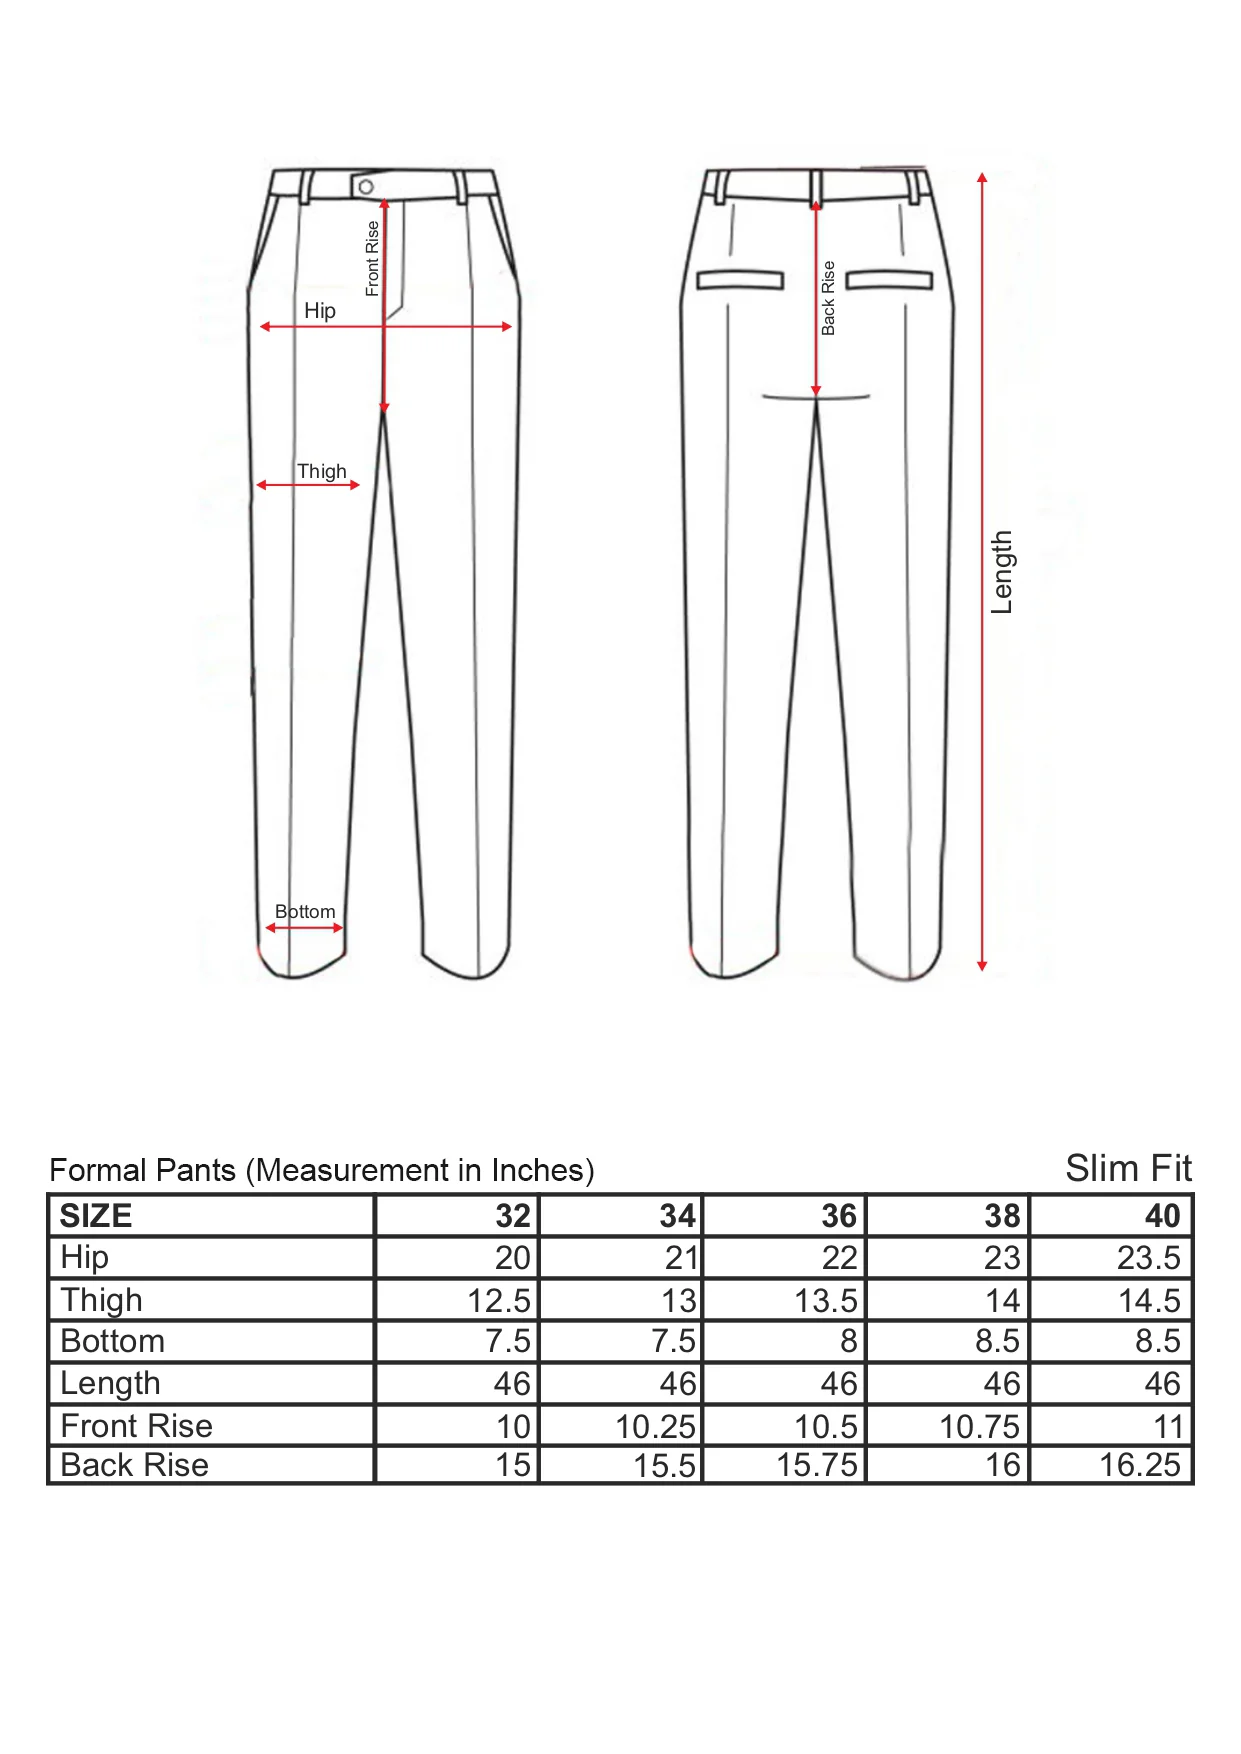 Front Rise
Hip
Back Rise
Thigh
Length
Bottom
Formal Pants (Measurement in Inches) Slim Fit
SIZE 32 34 36 38 40
Hip 20 21 22 23 23.5
Thigh 12.5 13 13.5 14 14.5
Bottom 7.5 7.5 8 8.5 8.5
Length 46 46 46 46 46
Front Rise 10 10.25 10.5 10.75 11
Back Rise 15 15.5 15.75 16 16.25